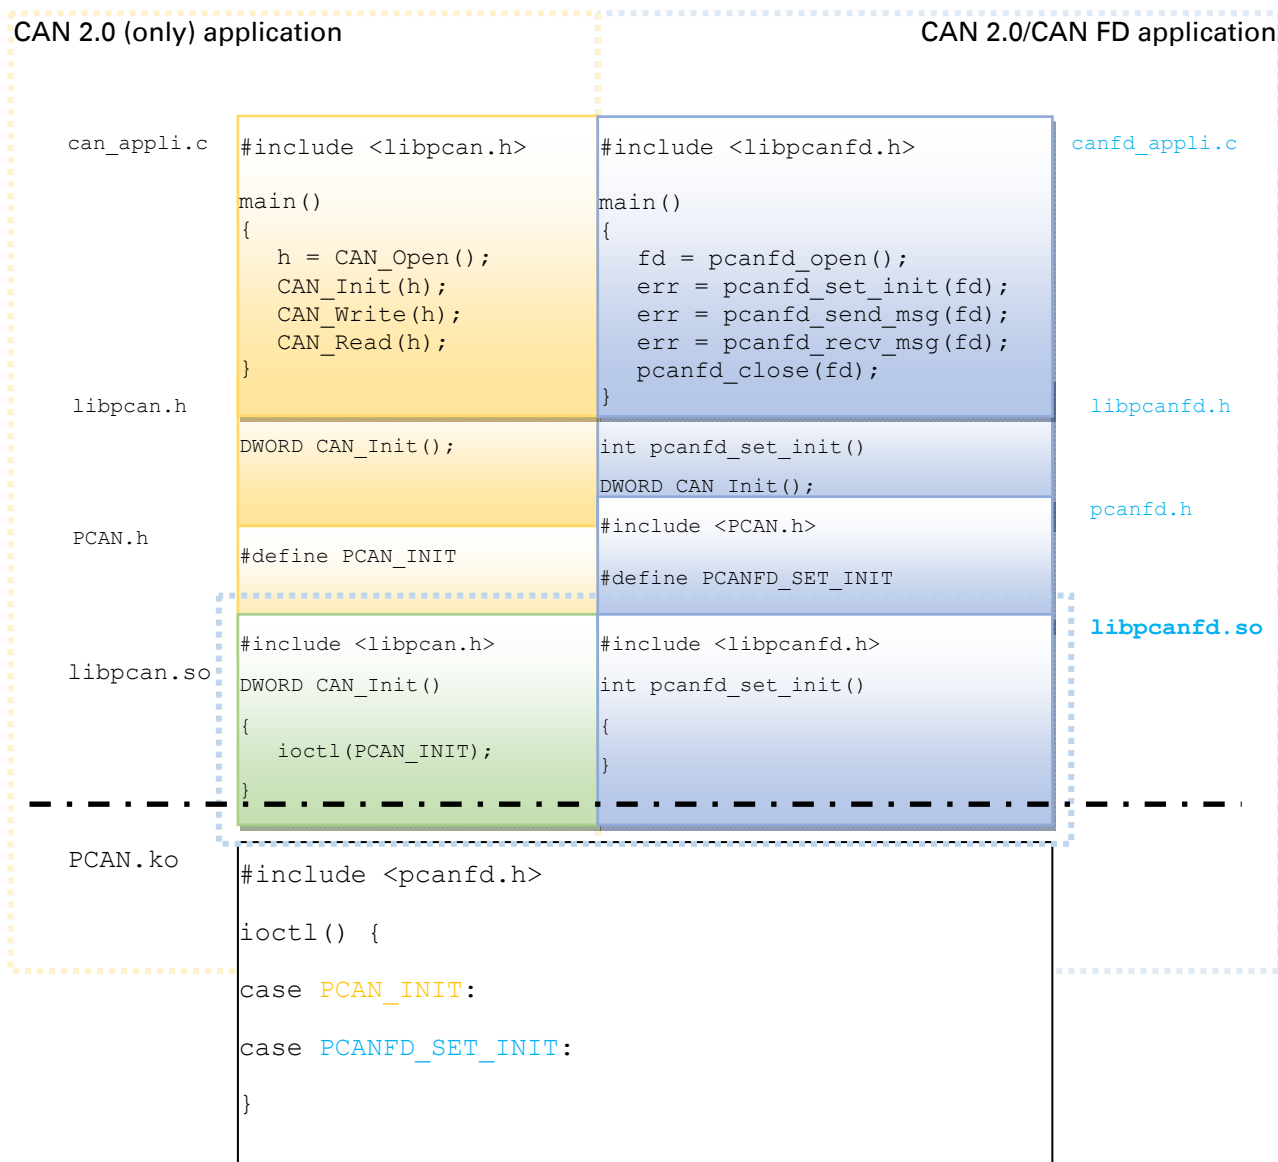 CAN 2.0 (only) application
CAN 2.0/CAN FD application
can_appli.c
#include <libpcan.h>
main()
{
h = CAN_Open();
CAN_Init(h);
CAN_Write(h);
CAN_Read(h);
}
#include <libpcanfd.h>
main()
{
fd = pcanfd_open();
err = pcanfd_set_init(fd);
err = pcanfd_send_msg(fd);
err = pcanfd_recv_msg(fd);
pcanfd_close(fd);
}
canfd_appli.c
libpcan.h
DWORD CAN_Init();
int pcanfd_set_init()
DWORD CAN_Init();
libpcanfd.h
PCAN.h
#define PCAN_INIT
#include <PCAN.h>
#define PCANFD_SET_INIT
pcanfd.h
libpcan.so
#include <libpcan.h>
DWORD CAN_Init()
{
ioctl(PCAN_INIT);
}
#include <libpcanfd.h>
int pcanfd_set_init()
{
}
libpcanfd.so
PCAN.ko
#include <pcanfd.h>
ioctl() {
case PCAN_INIT:
case PCANFD_SET_INIT:
}